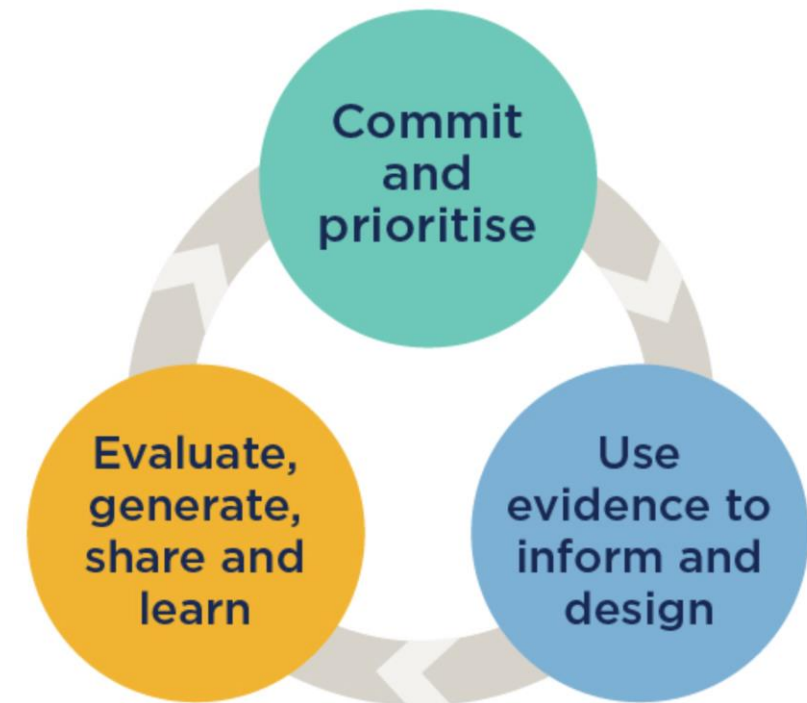 Commit
and
prioritise
Use
evidence to
inform and
design
Evaluate,
generate,
share and
learn